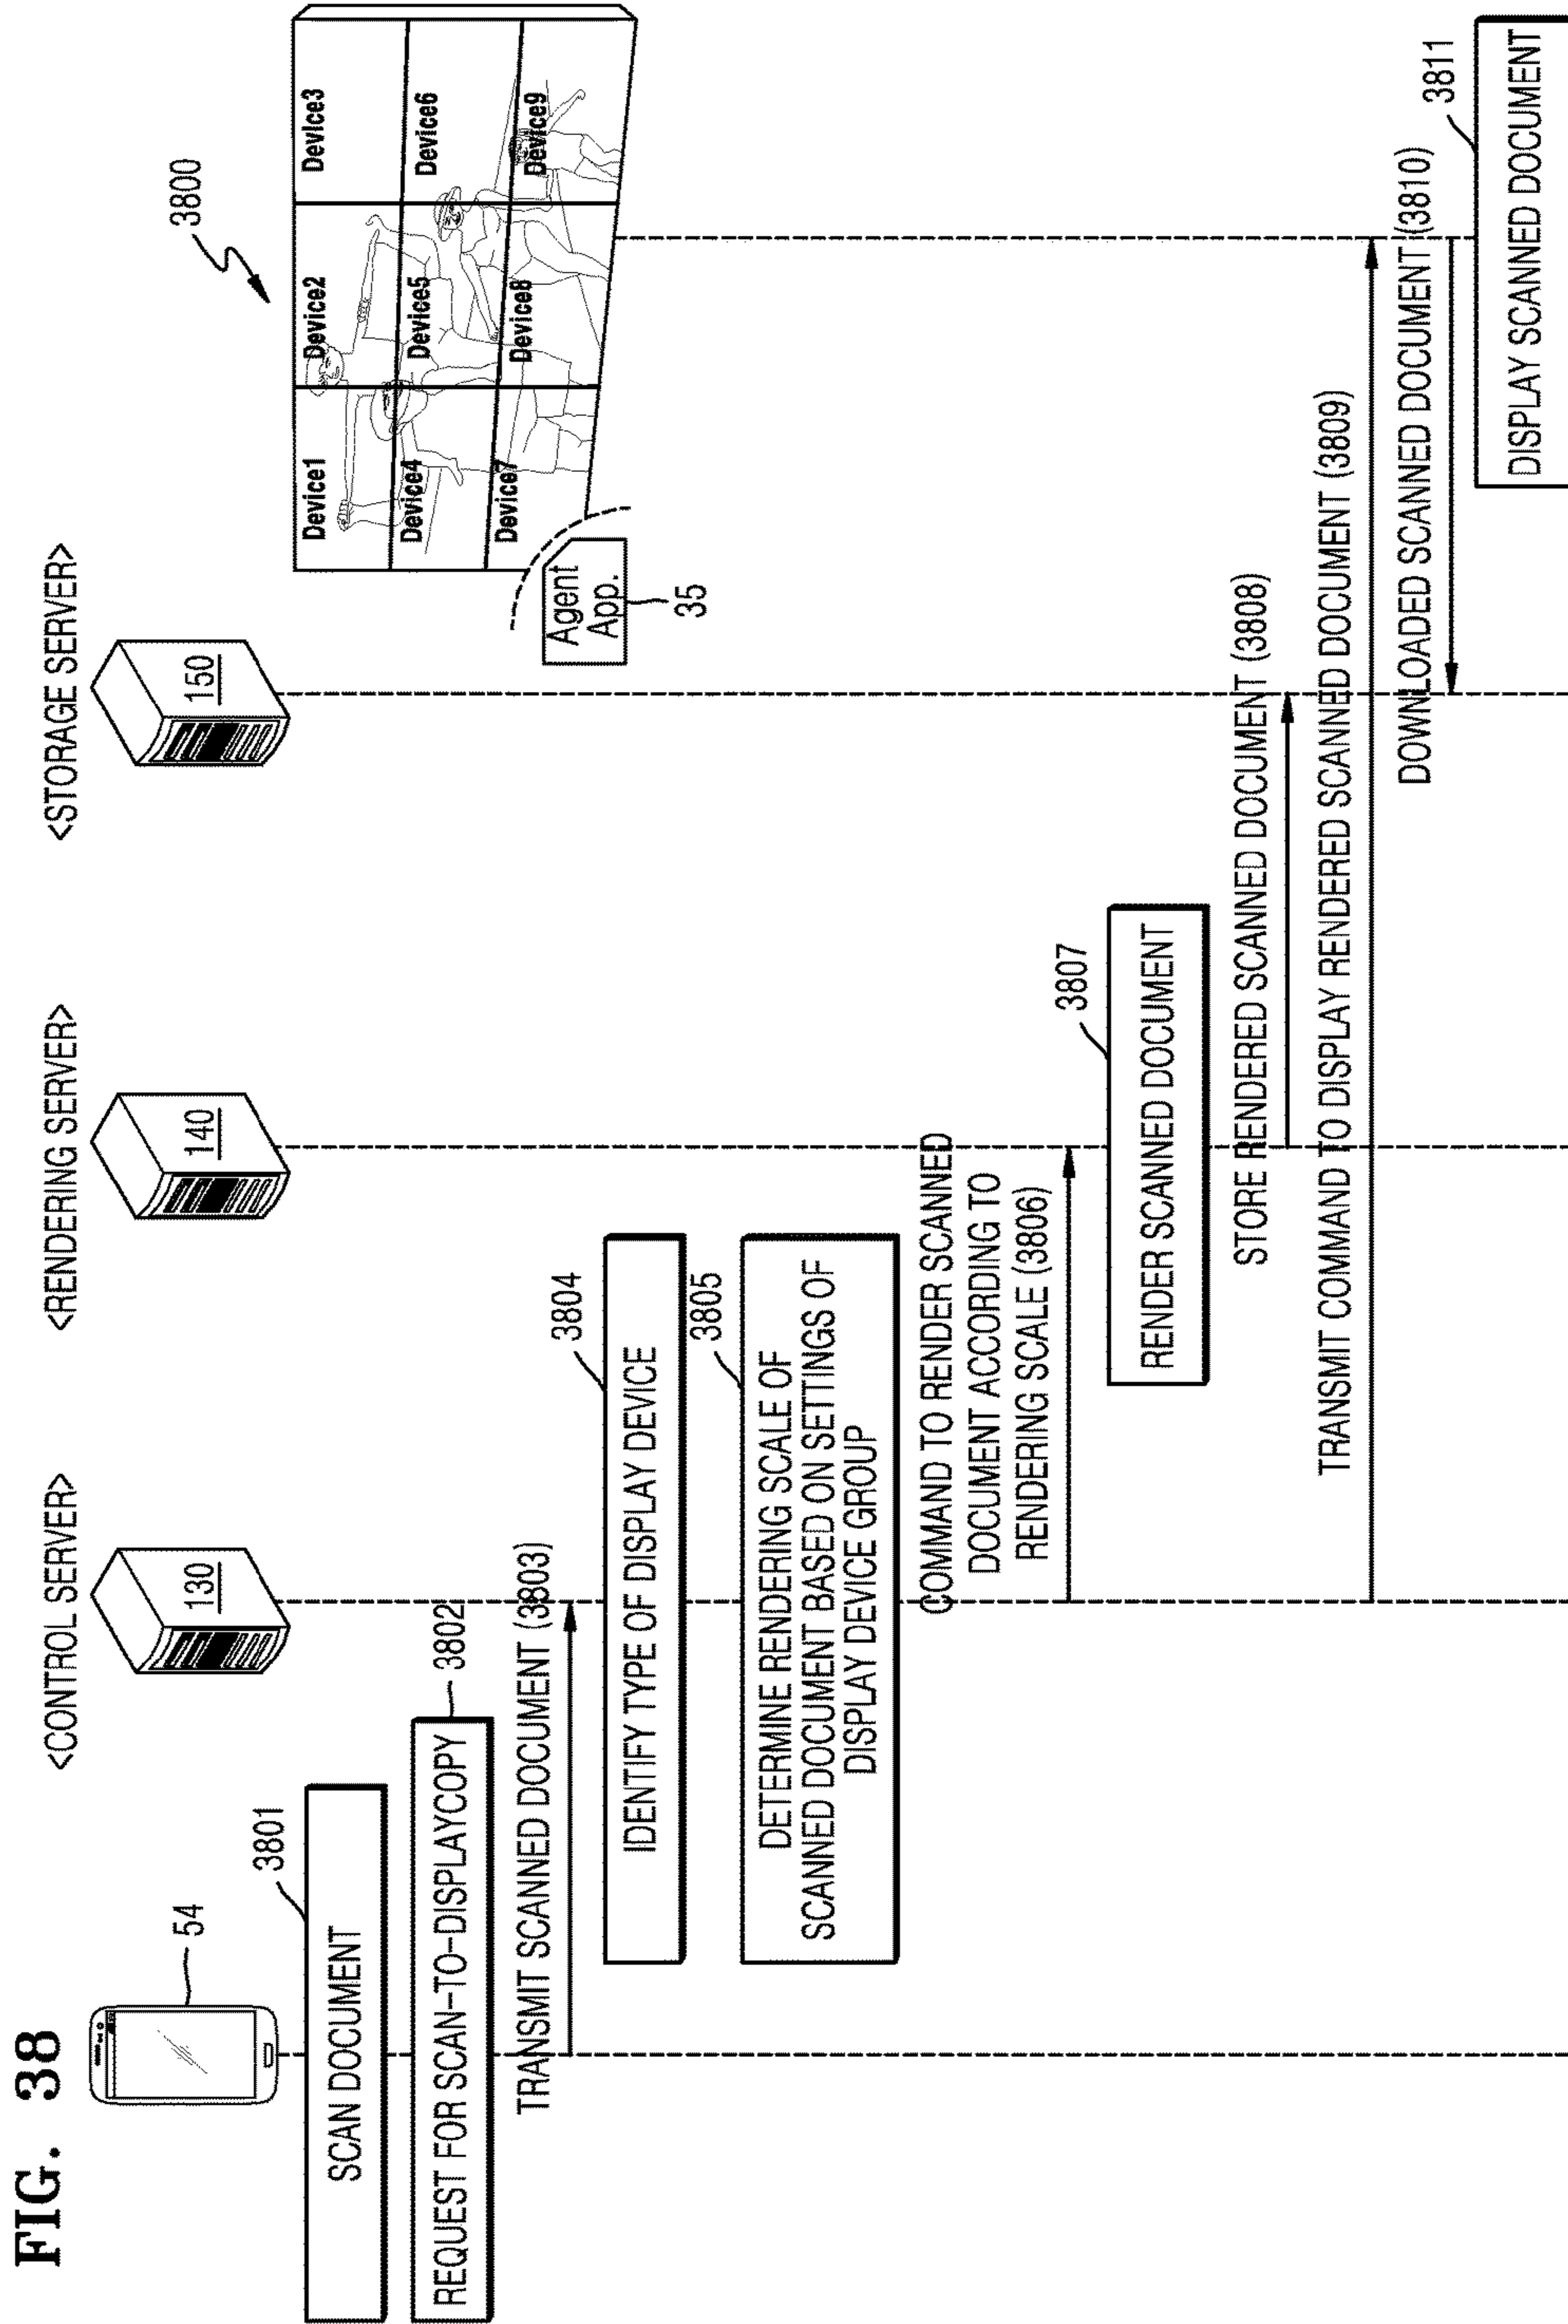 FIG. 38
54
<CONTROL SERVER>
130
<RENDERING SERVER>
140
<STORAGE SERVER>
150
3800
Device1
Device2
Device3
Device4
Device5
Device6
Device7
Device8
Device9
Agent
App.
35
3801
SCAN DOCUMENT
REQUEST FOR SCAN-TO-DISPLAYCOPY
3802
TRANSMIT SCANNED DOCUMENT (3803)
3804
IDENTIFY TYPE OF DISPLAY DEVICE
3805
DETERMINE RENDERING SCALE OF
SCANNED DOCUMENT BASED ON SETTINGS OF
DISPLAY DEVICE GROUP
COMMAND TO RENDER SCANNED
DOCUMENT ACCORDING TO
RENDERING SCALE (3806)
3807
RENDER SCANNED DOCUMENT
STORE RENDERED SCANNED DOCUMENT (3808)
TRANSMIT COMMAND TO DISPLAY RENDERED SCANNED DOCUMENT (3809)
DOWNLOADED SCANNED DOCUMENT (3810)
3811
DISPLAY SCANNED DOCUMENT